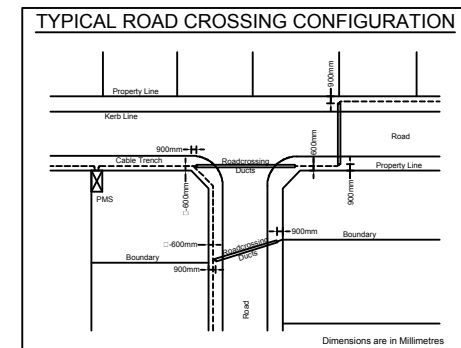 TYPICAL ROAD CROSSING CONFIGURATION
900mm
Property Line
Kerb Line
Road
900mm
600mm
Cable Trench
Roadcrossing
Ducts
Property Line
□-600mm
900mm
PMS
□-600mm
900mm
Boundary
Roadcrossing
Ducts
Boundary
900mm
Road
Dimensions are in Millimetres